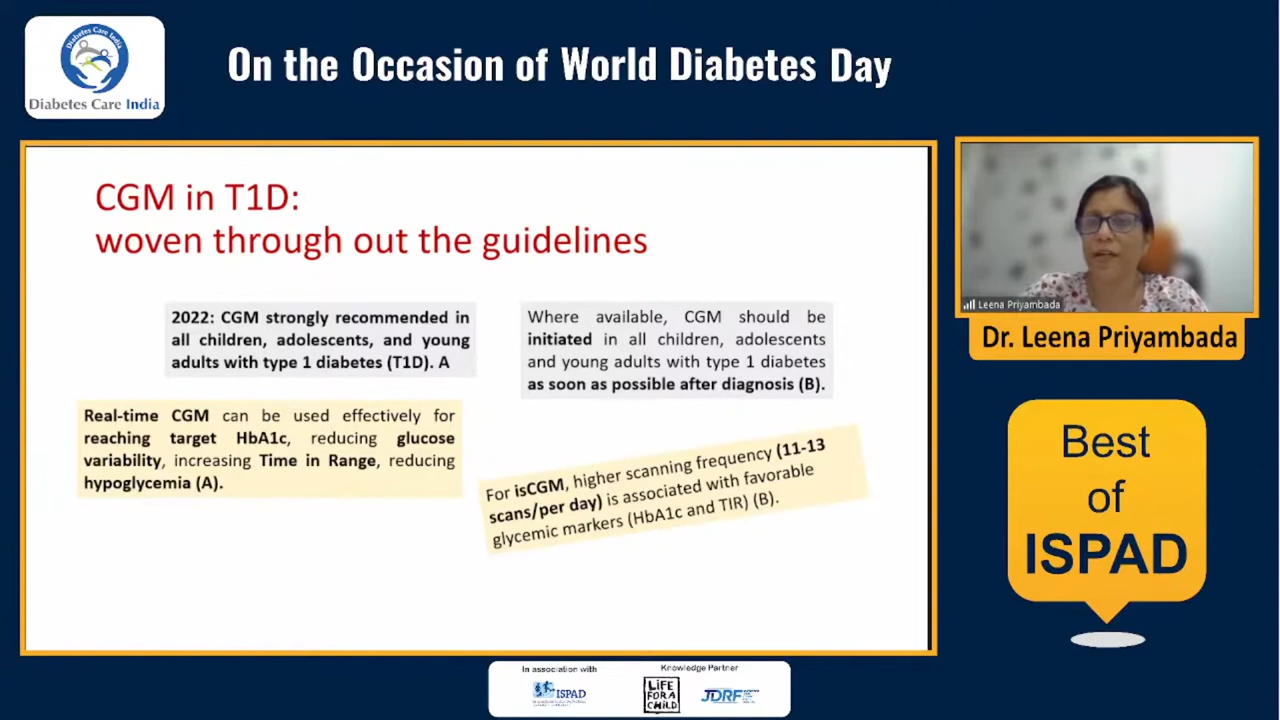 Diabetes Care India
Diabetes Care India
On the Occasion of World Diabetes Day
CGM in T1D:
woven through out the guidelines
2022: CGM strongly recommended in
all children, adolescents, and young
adults with type 1 diabetes (T1D). A
Where available, CGM should be
initiated in all children, adolescents
and young adults with type 1 diabetes
as soon as possible after diagnosis (B).
Real-time CGM can be used effectively for
reaching target HbA1c, reducing glucose
variability, increasing Time in Range, reducing
hypoglycemia (A).
For isCGM, higher scanning frequency (11-13
scans/per day) is associated with favorable
glycemic markers (HbA1c and TIR) (B).
Leena Priyambada
Dr. Leena Priyambada
Best
of
ISPAD
In association with
ISPAD
Knowledge Partner
LiFE
FOR A
CHiLD
JDRF